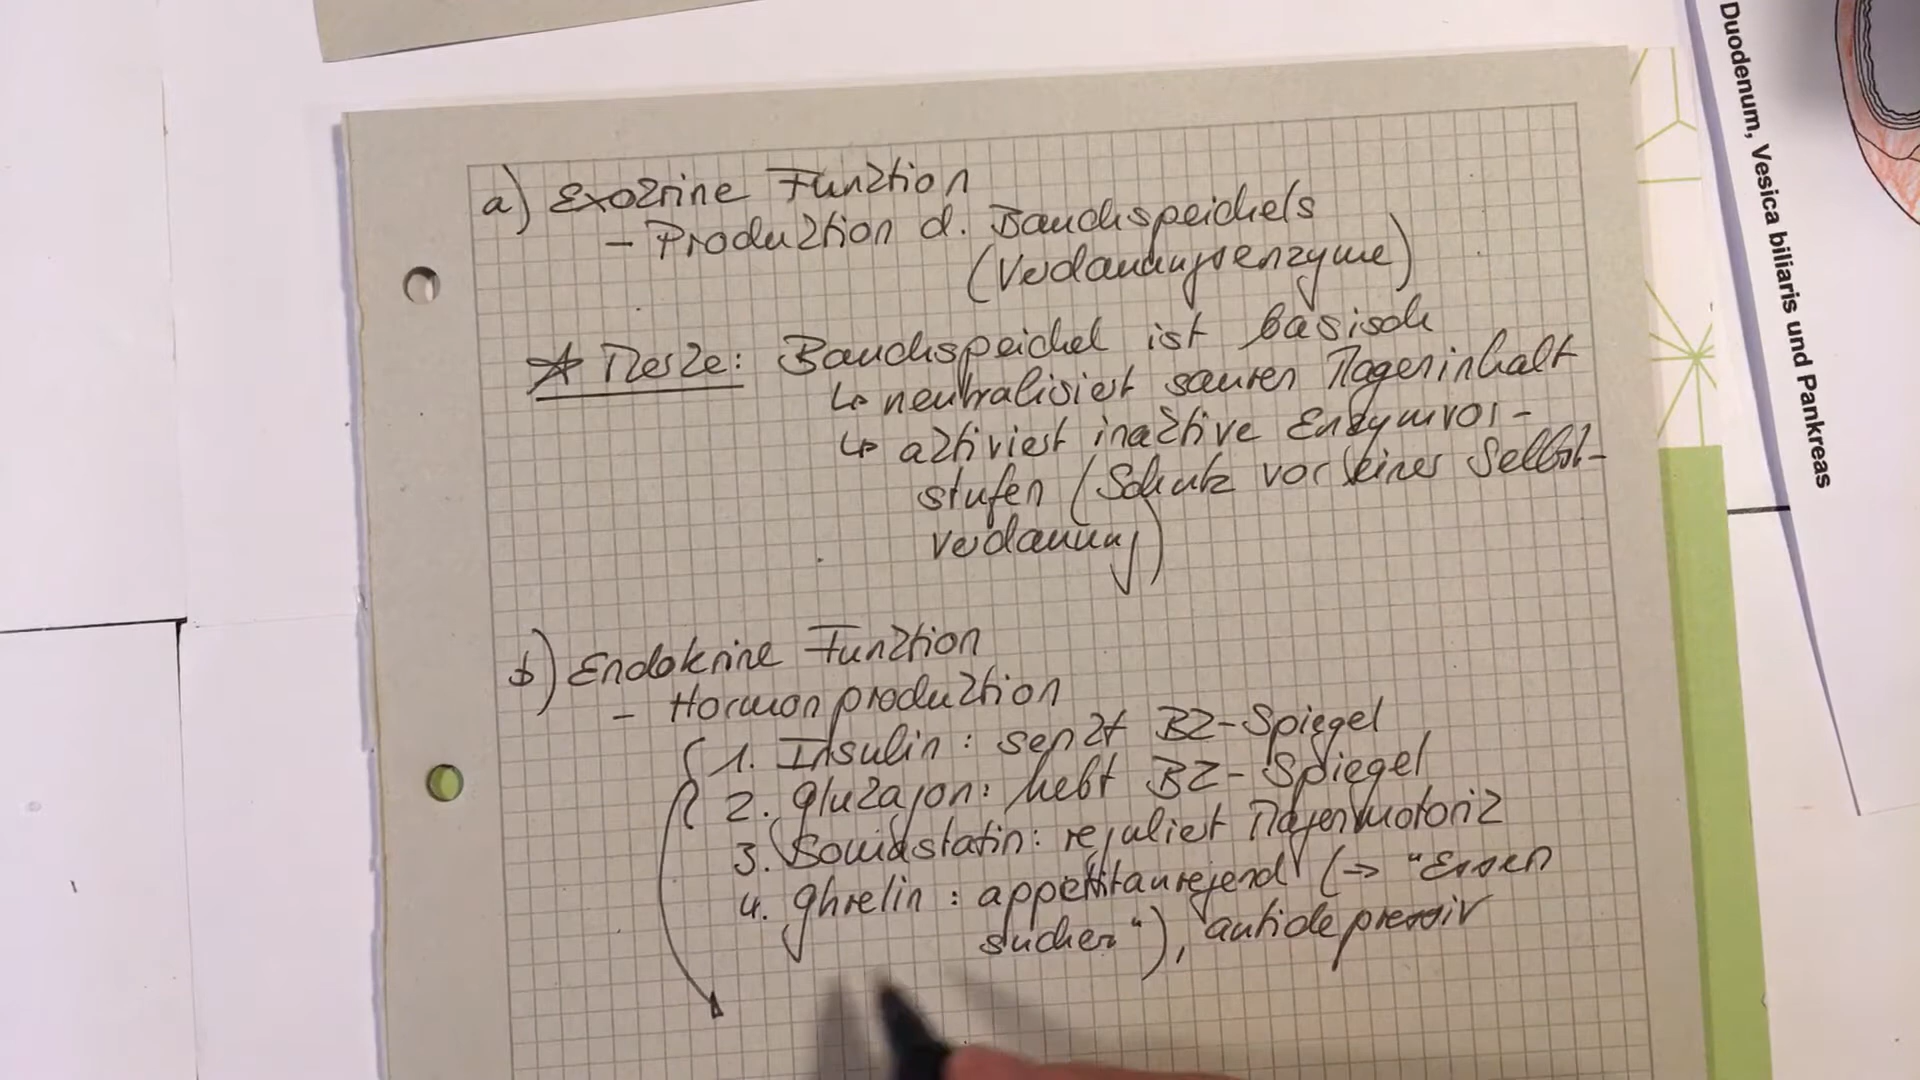 a) Exokrine Funktion
- Produktion d. Bauchspeichels
(Verdauungsenzyme)
* Merke: Bauchspeichel ist basisch
↳ neutralisiert sauren Mageninhalt
↳ aktiviert inaktive Enzymvor-
stufen (Schutz vor einer Selbst-
verdauung)
b) Endokrine Funktion
- Hormonproduktion
1. Insulin: senkt BZ-Spiegel
2. Glukagon: hebt BZ-Spiegel
3. Somastatin: reguliert Magenmotorik
4. Ghrelin: appetitanregend (→ "Essen
suchen"), antidepressiv
Duodenum, Vesica biliaris und Pankreas